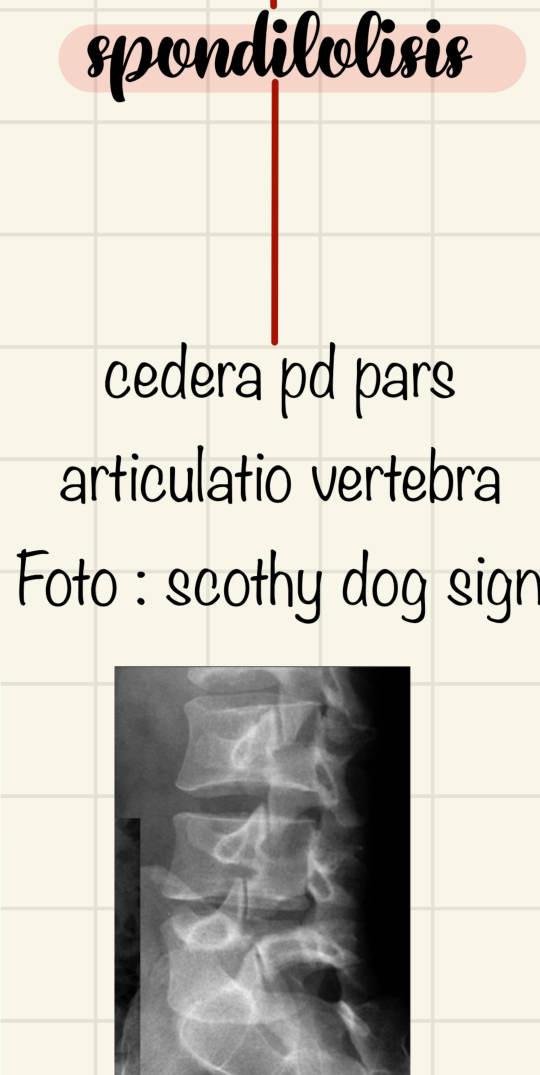 spondilolisis
cedera pd pars
articulatio vertebra
Foto : scothy dog sign